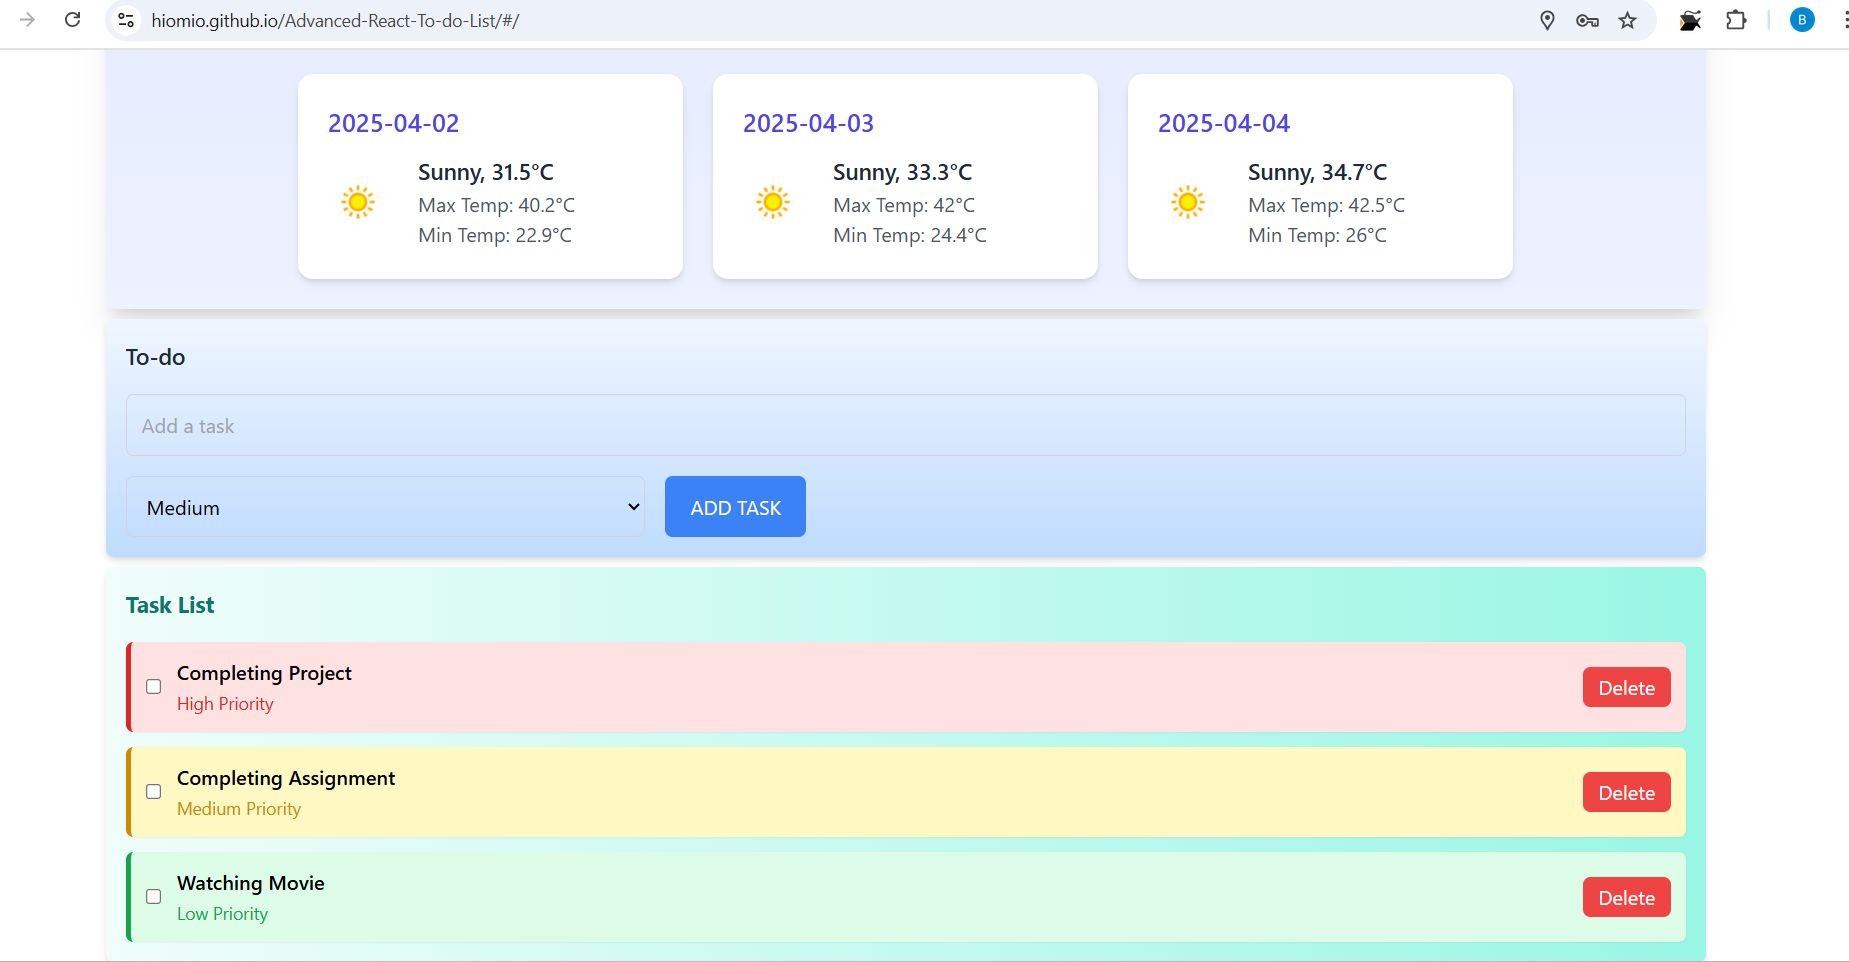 hiomio.github.io/Advanced-React-To-do-List/#/
B
2025-04-02
Sunny, 31.5°C
Max Temp: 40.2°C
Min Temp: 22.9°C
2025-04-03
Sunny, 33.3°C
Max Temp: 42°C
Min Temp: 24.4°C
2025-04-04
Sunny, 34.7°C
Max Temp: 42.5°C
Min Temp: 26°C
To-do
Add a task
Medium
ADD TASK
Task List
Completing Project
High Priority
Delete
Completing Assignment
Medium Priority
Delete
Watching Movie
Low Priority
Delete